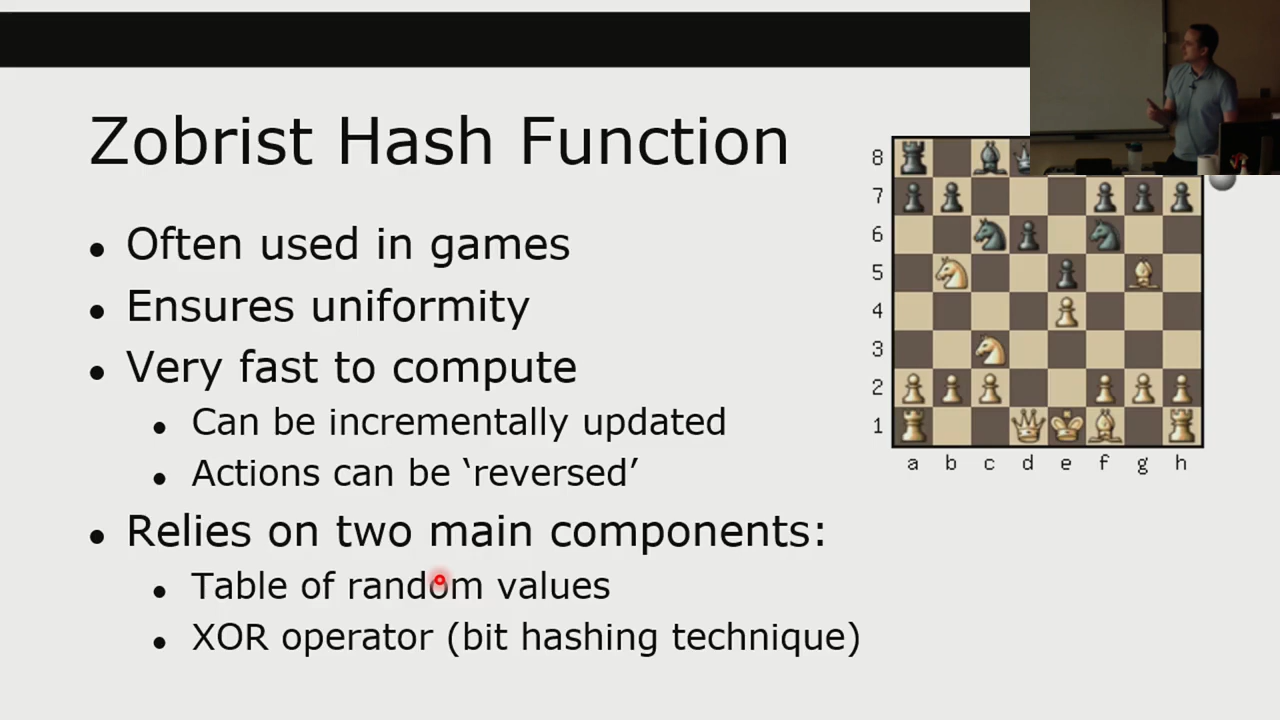 Zobrist Hash Function
• Often used in games
• Ensures uniformity
• Very fast to compute
• Can be incrementally updated
• Actions can be ‘reversed’
• Relies on two main components:
• Table of random values
• XOR operator (bit hashing technique)
8
7
6
5
4
3
2
1
a b c d e f g h